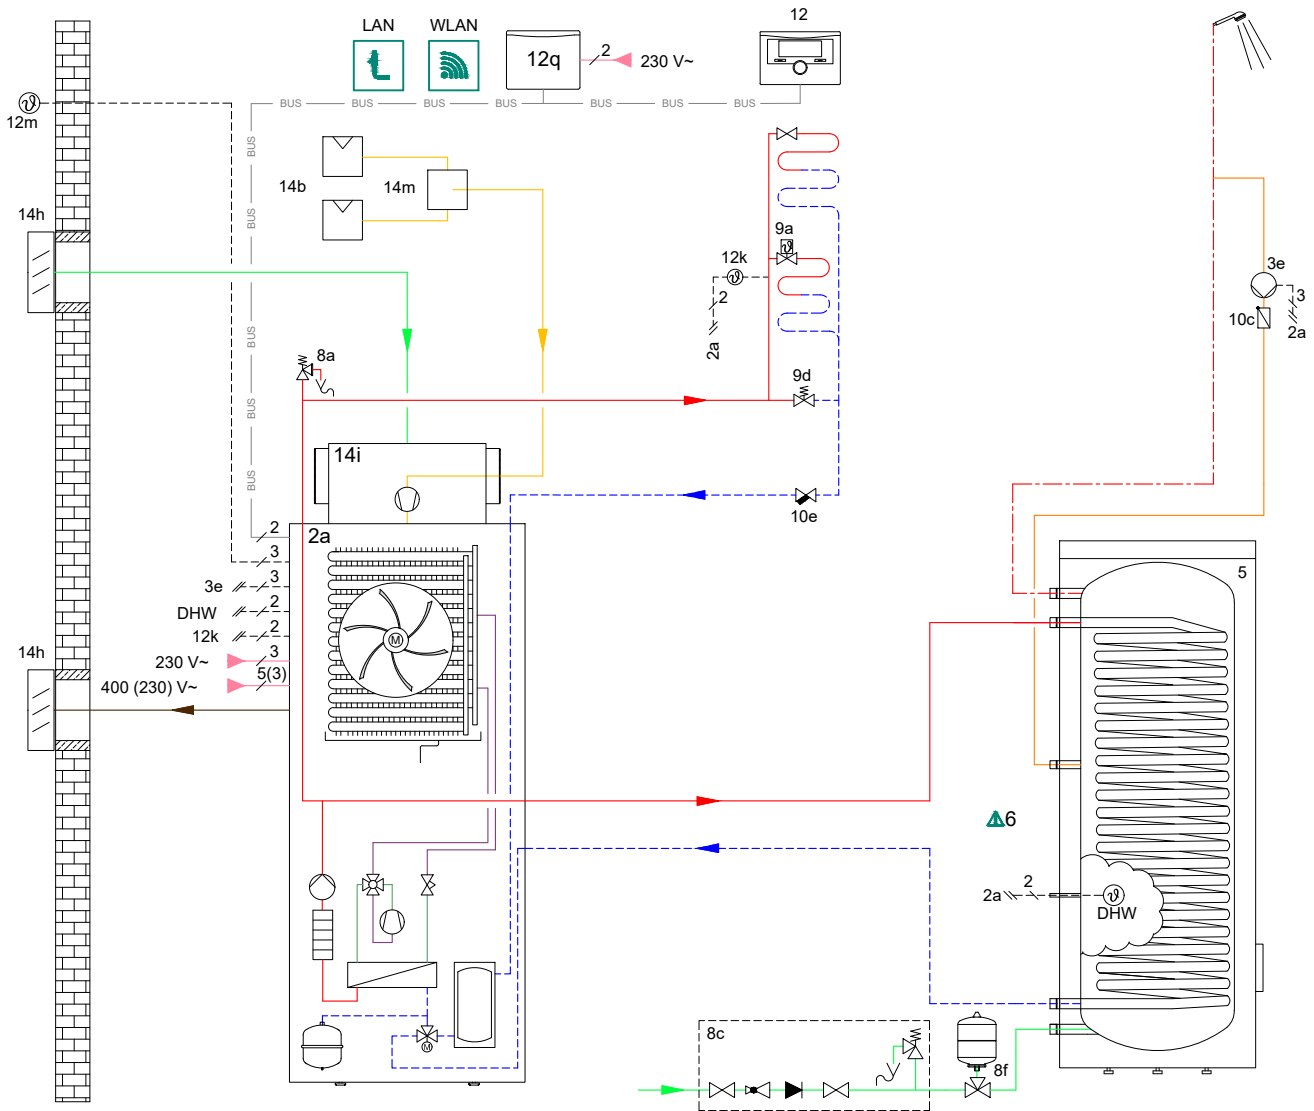 LAN
WLAN
12
12q
2
230 V~
BUS
BUS
BUS
BUS
BUS
BUS
12m
BUS
14b
14m
14h
BUS
9a
12k
2
2a
3e
3
10c
2a
BUS
8a
9d
BUS
14i
BUS
10e
2
2a
3
3e
3
DHW
2
12k
2
14h
230 V~
3
400 (230) V~
5(3)
M
5
6
2a
2
DHW
8c
M
8f